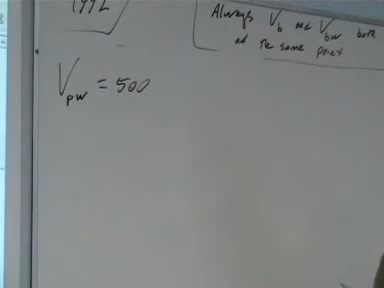 Always V_b and V_bw both
at the same point
V_pw = 500